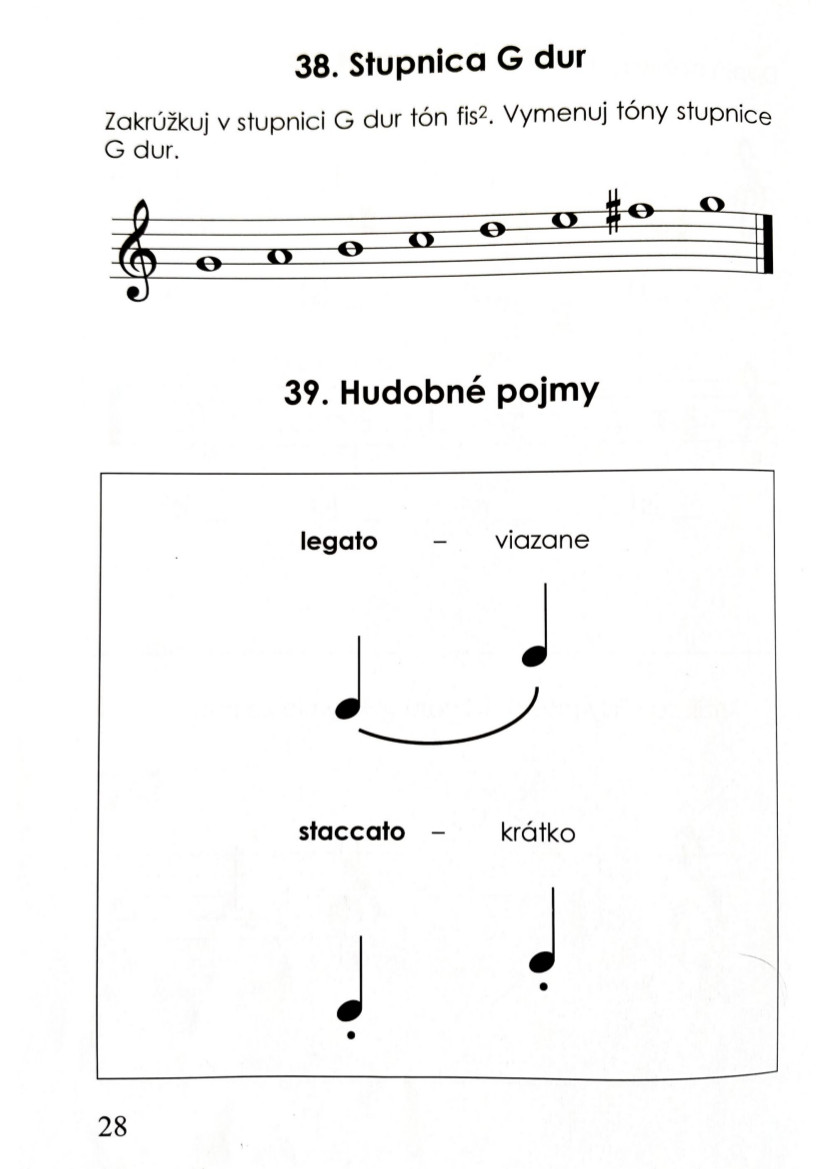 38. Stupnica G dur
Zakrúžkuj v stupnici G dur tón fis². Vymenuj tóny stupnice
G dur.
39. Hudobné pojmy
legato – viazane
staccato – krátko
28